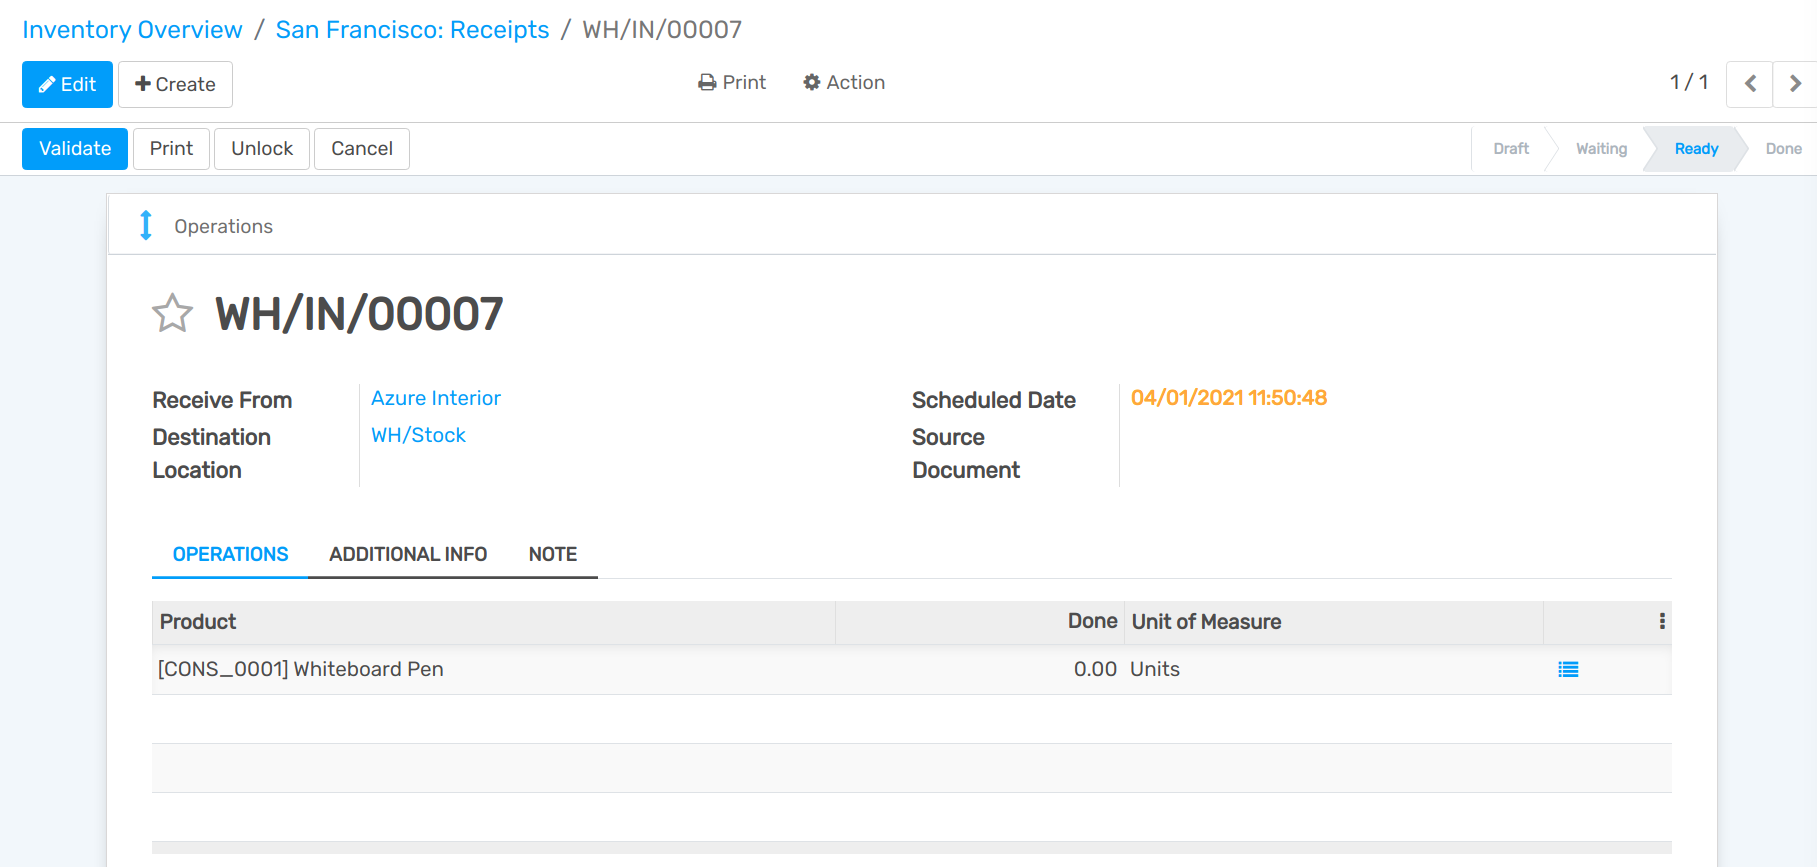 Inventory Overview / San Francisco: Receipts / WH/IN/00007
Edit Create Print Action 1 / 1
Validate Print Unlock Cancel Draft Waiting Ready Done
Operations
WH/IN/00007
Receive From Azure Interior Scheduled Date 04/01/2021 11:50:48
Destination Location WH/Stock Source Document
OPERATIONS ADDITIONAL INFO NOTE
Product Done Unit of Measure
[CONS_0001] Whiteboard Pen 0.00 Units